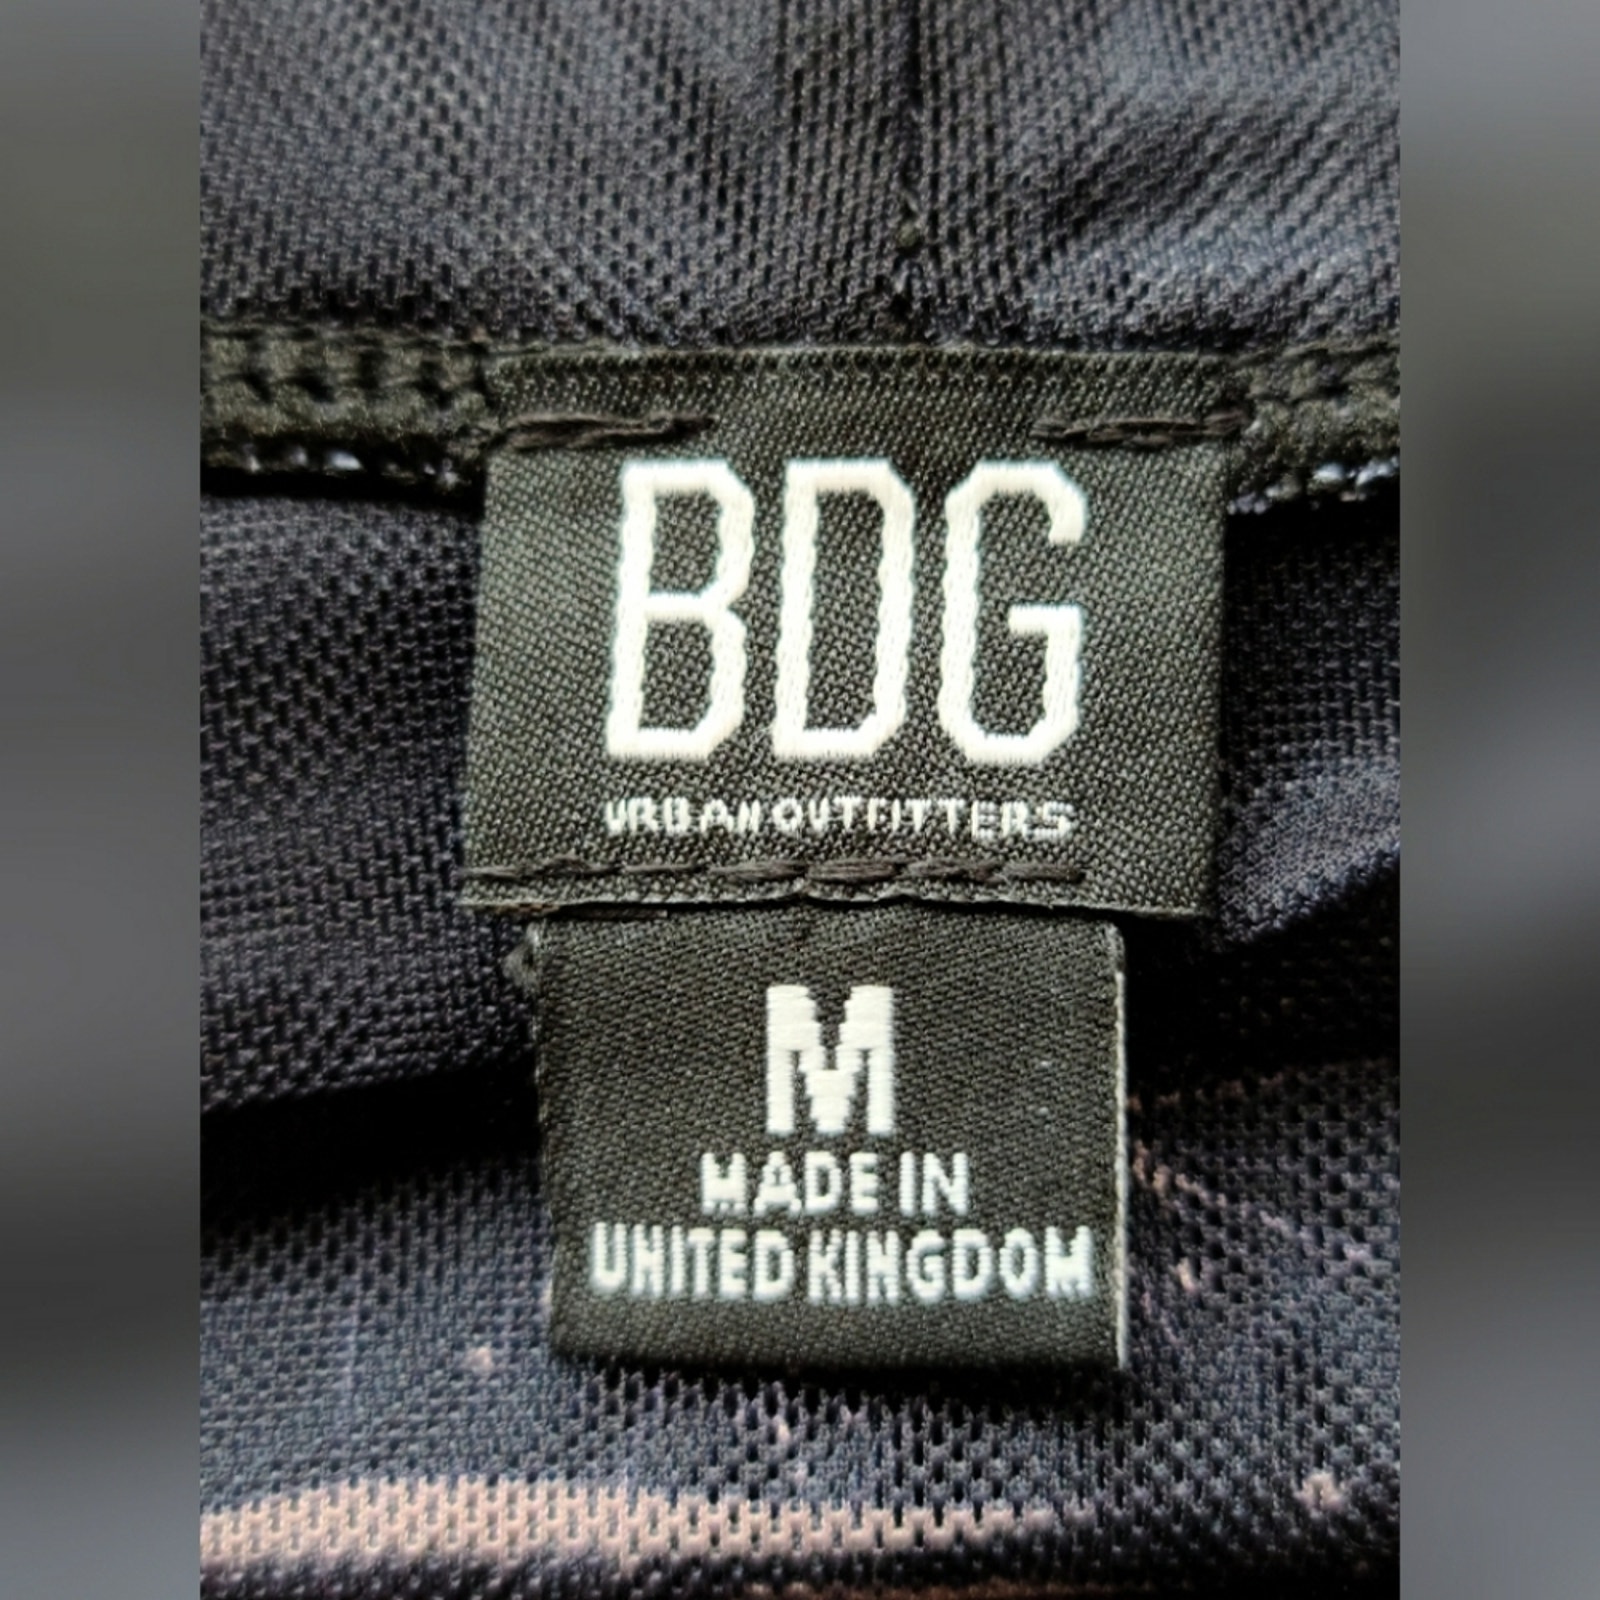 BDG
URBAN OUTFITTERS
M
MADE IN
UNITED KINGDOM